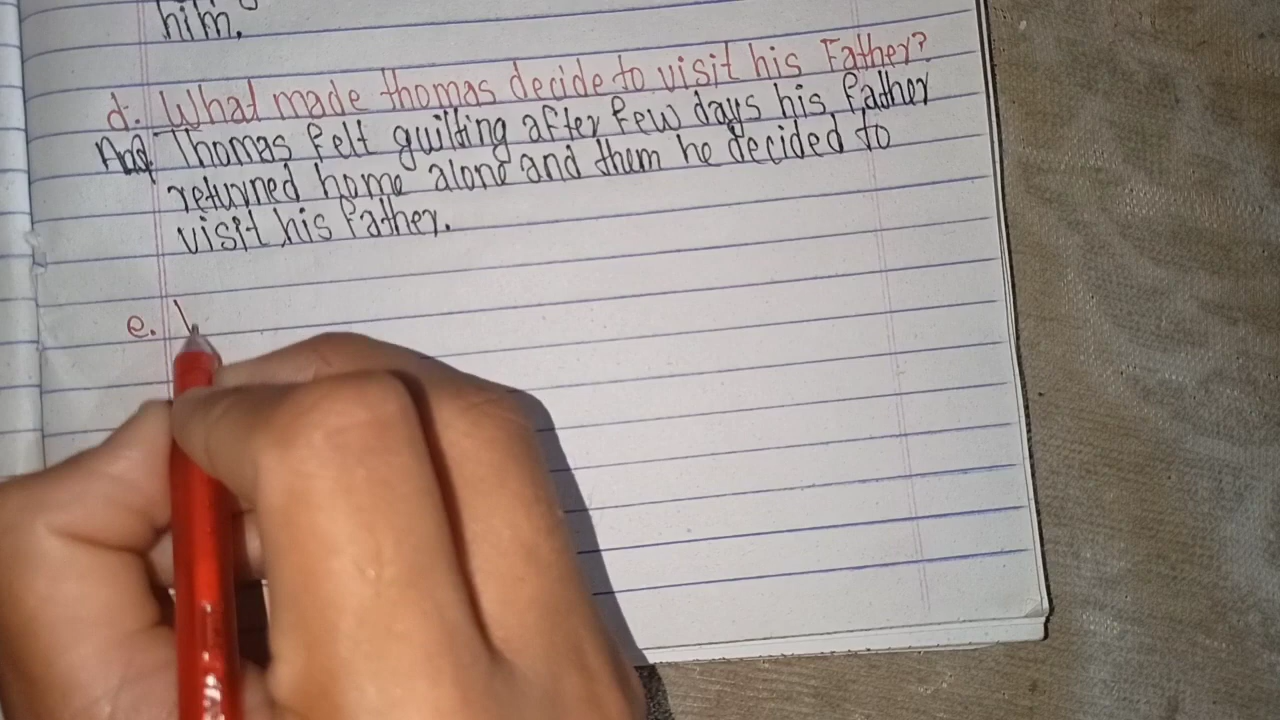 him.
d. What made thomas decide to visit his Father?
Thomas felt guilting after few days his father
returned home alone and them he decided to
visit his father.
e. \